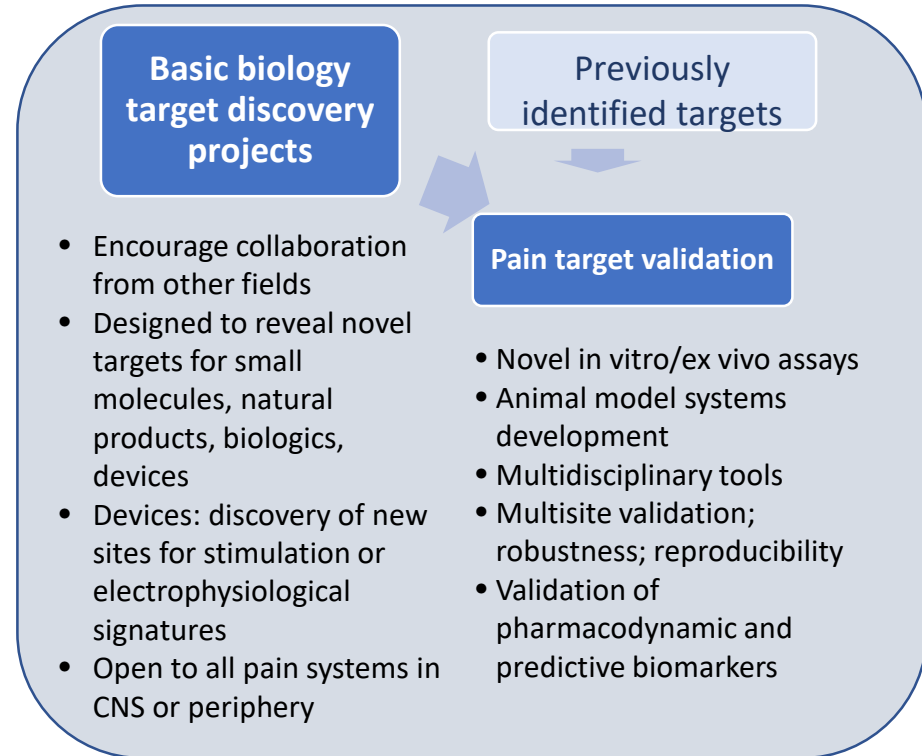 Basic biology
target discovery
projects
• Encourage collaboration
from other fields
• Designed to reveal novel
targets for small
molecules, natural
products, biologics,
devices
• Devices: discovery of new
sites for stimulation or
electrophysiological
signatures
• Open to all pain systems in
CNS or periphery
Previously
identified targets
Pain target validation
• Novel in vitro/ex vivo assays
• Animal model systems
development
• Multidisciplinary tools
• Multisite validation;
robustness; reproducibility
• Validation of
pharmacodynamic and
predictive biomarkers